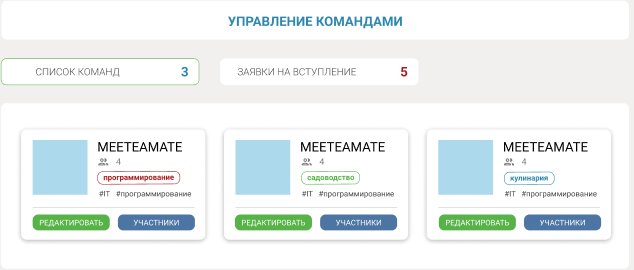 УПРАВЛЕНИЕ КОМАНДАМИ
СПИСОК КОМАНД 3
ЗАЯВКИ НА ВСТУПЛЕНИЕ 5
MEETEAMATE
4
программирование
#IT #программирование
РЕДАКТИРОВАТЬ УЧАСТНИКИ
MEETEAMATE
4
садоводство
#IT #программирование
РЕДАКТИРОВАТЬ УЧАСТНИКИ
MEETEAMATE
4
кулинария
#IT #программирование
РЕДАКТИРОВАТЬ УЧАСТНИКИ